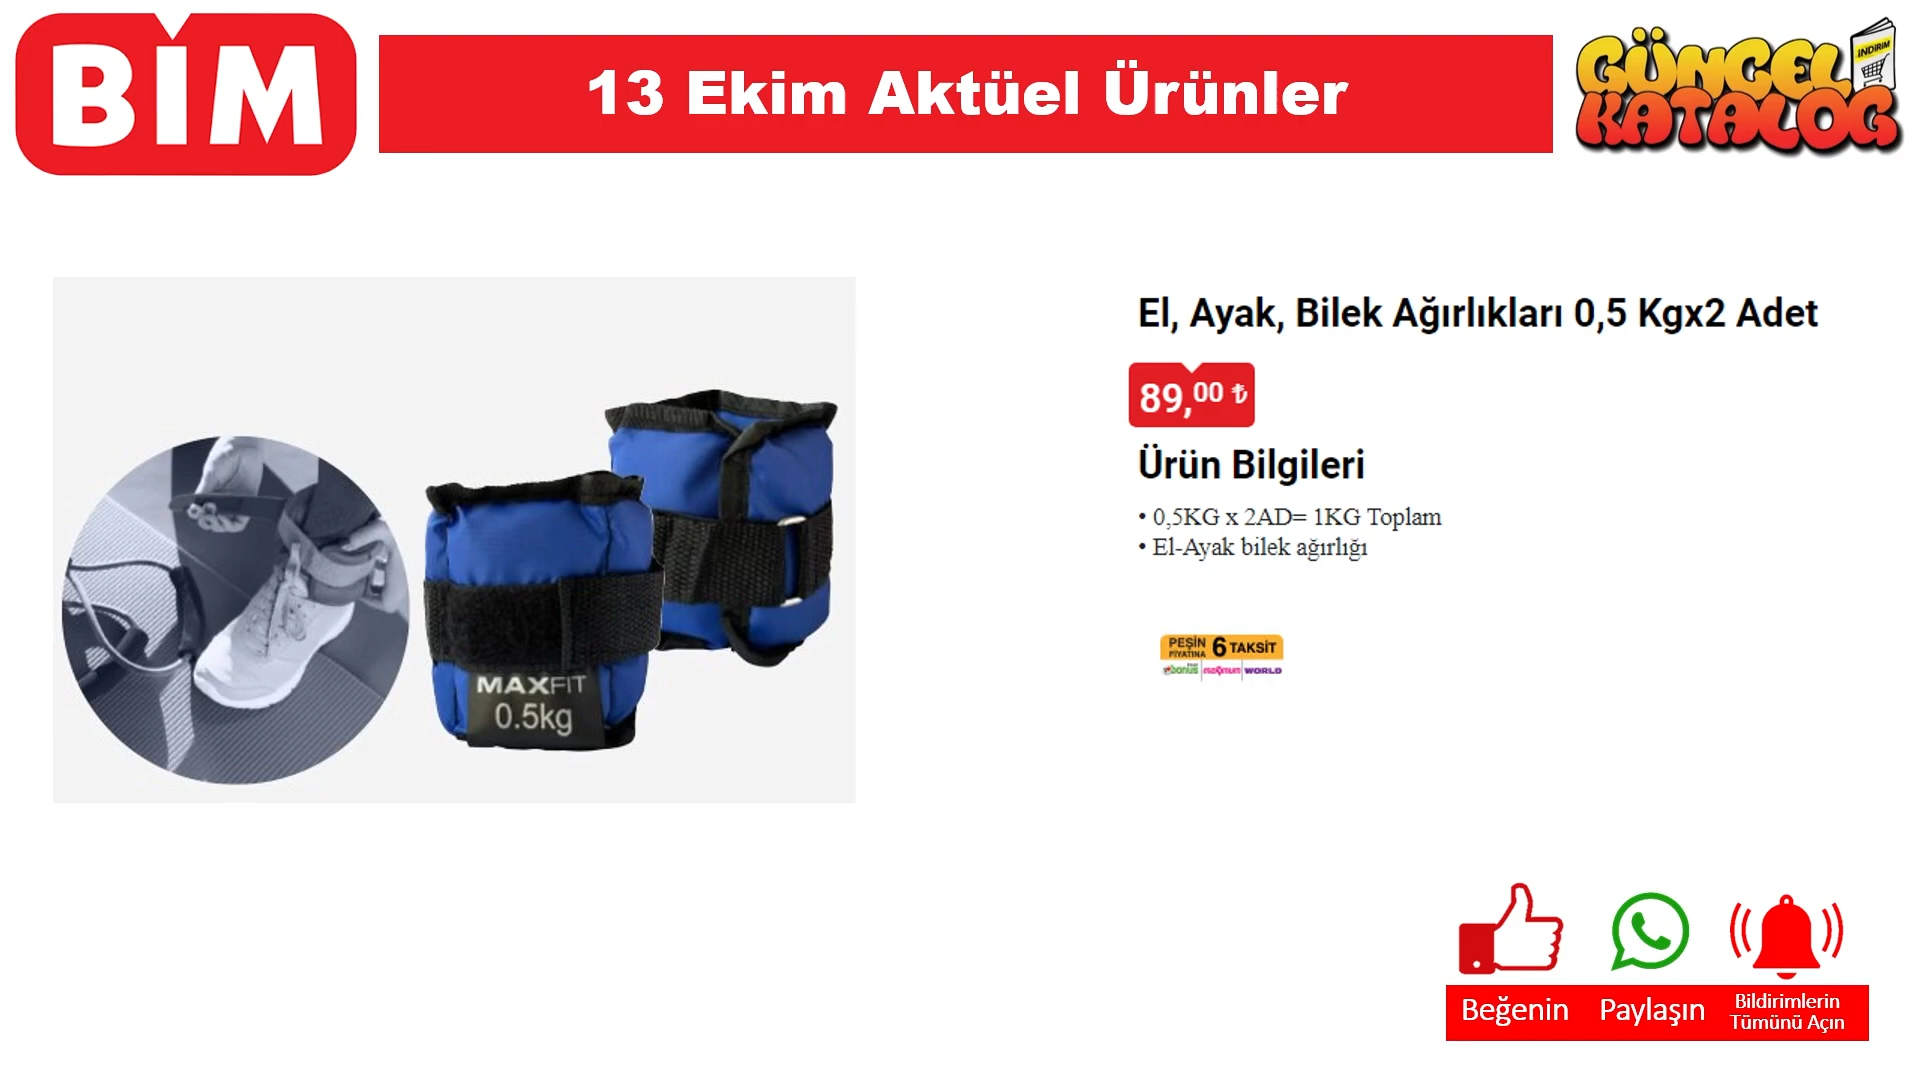 BİM
13 Ekim Aktüel Ürünler
GÜNCEL
KATALOG
İNDİRİM
El, Ayak, Bilek Ağırlıkları 0,5 Kgx2 Adet
89,00 ₺
Ürün Bilgileri
• 0,5KG x 2AD= 1KG Toplam
• El-Ayak bilek ağırlığı
PEŞİN FİYATINA 6 TAKSİT
bonus maximum WORLD
MAXFIT
0.5kg
Beğenin
Paylaşın
Bildirimlerin
Tümünü Açın